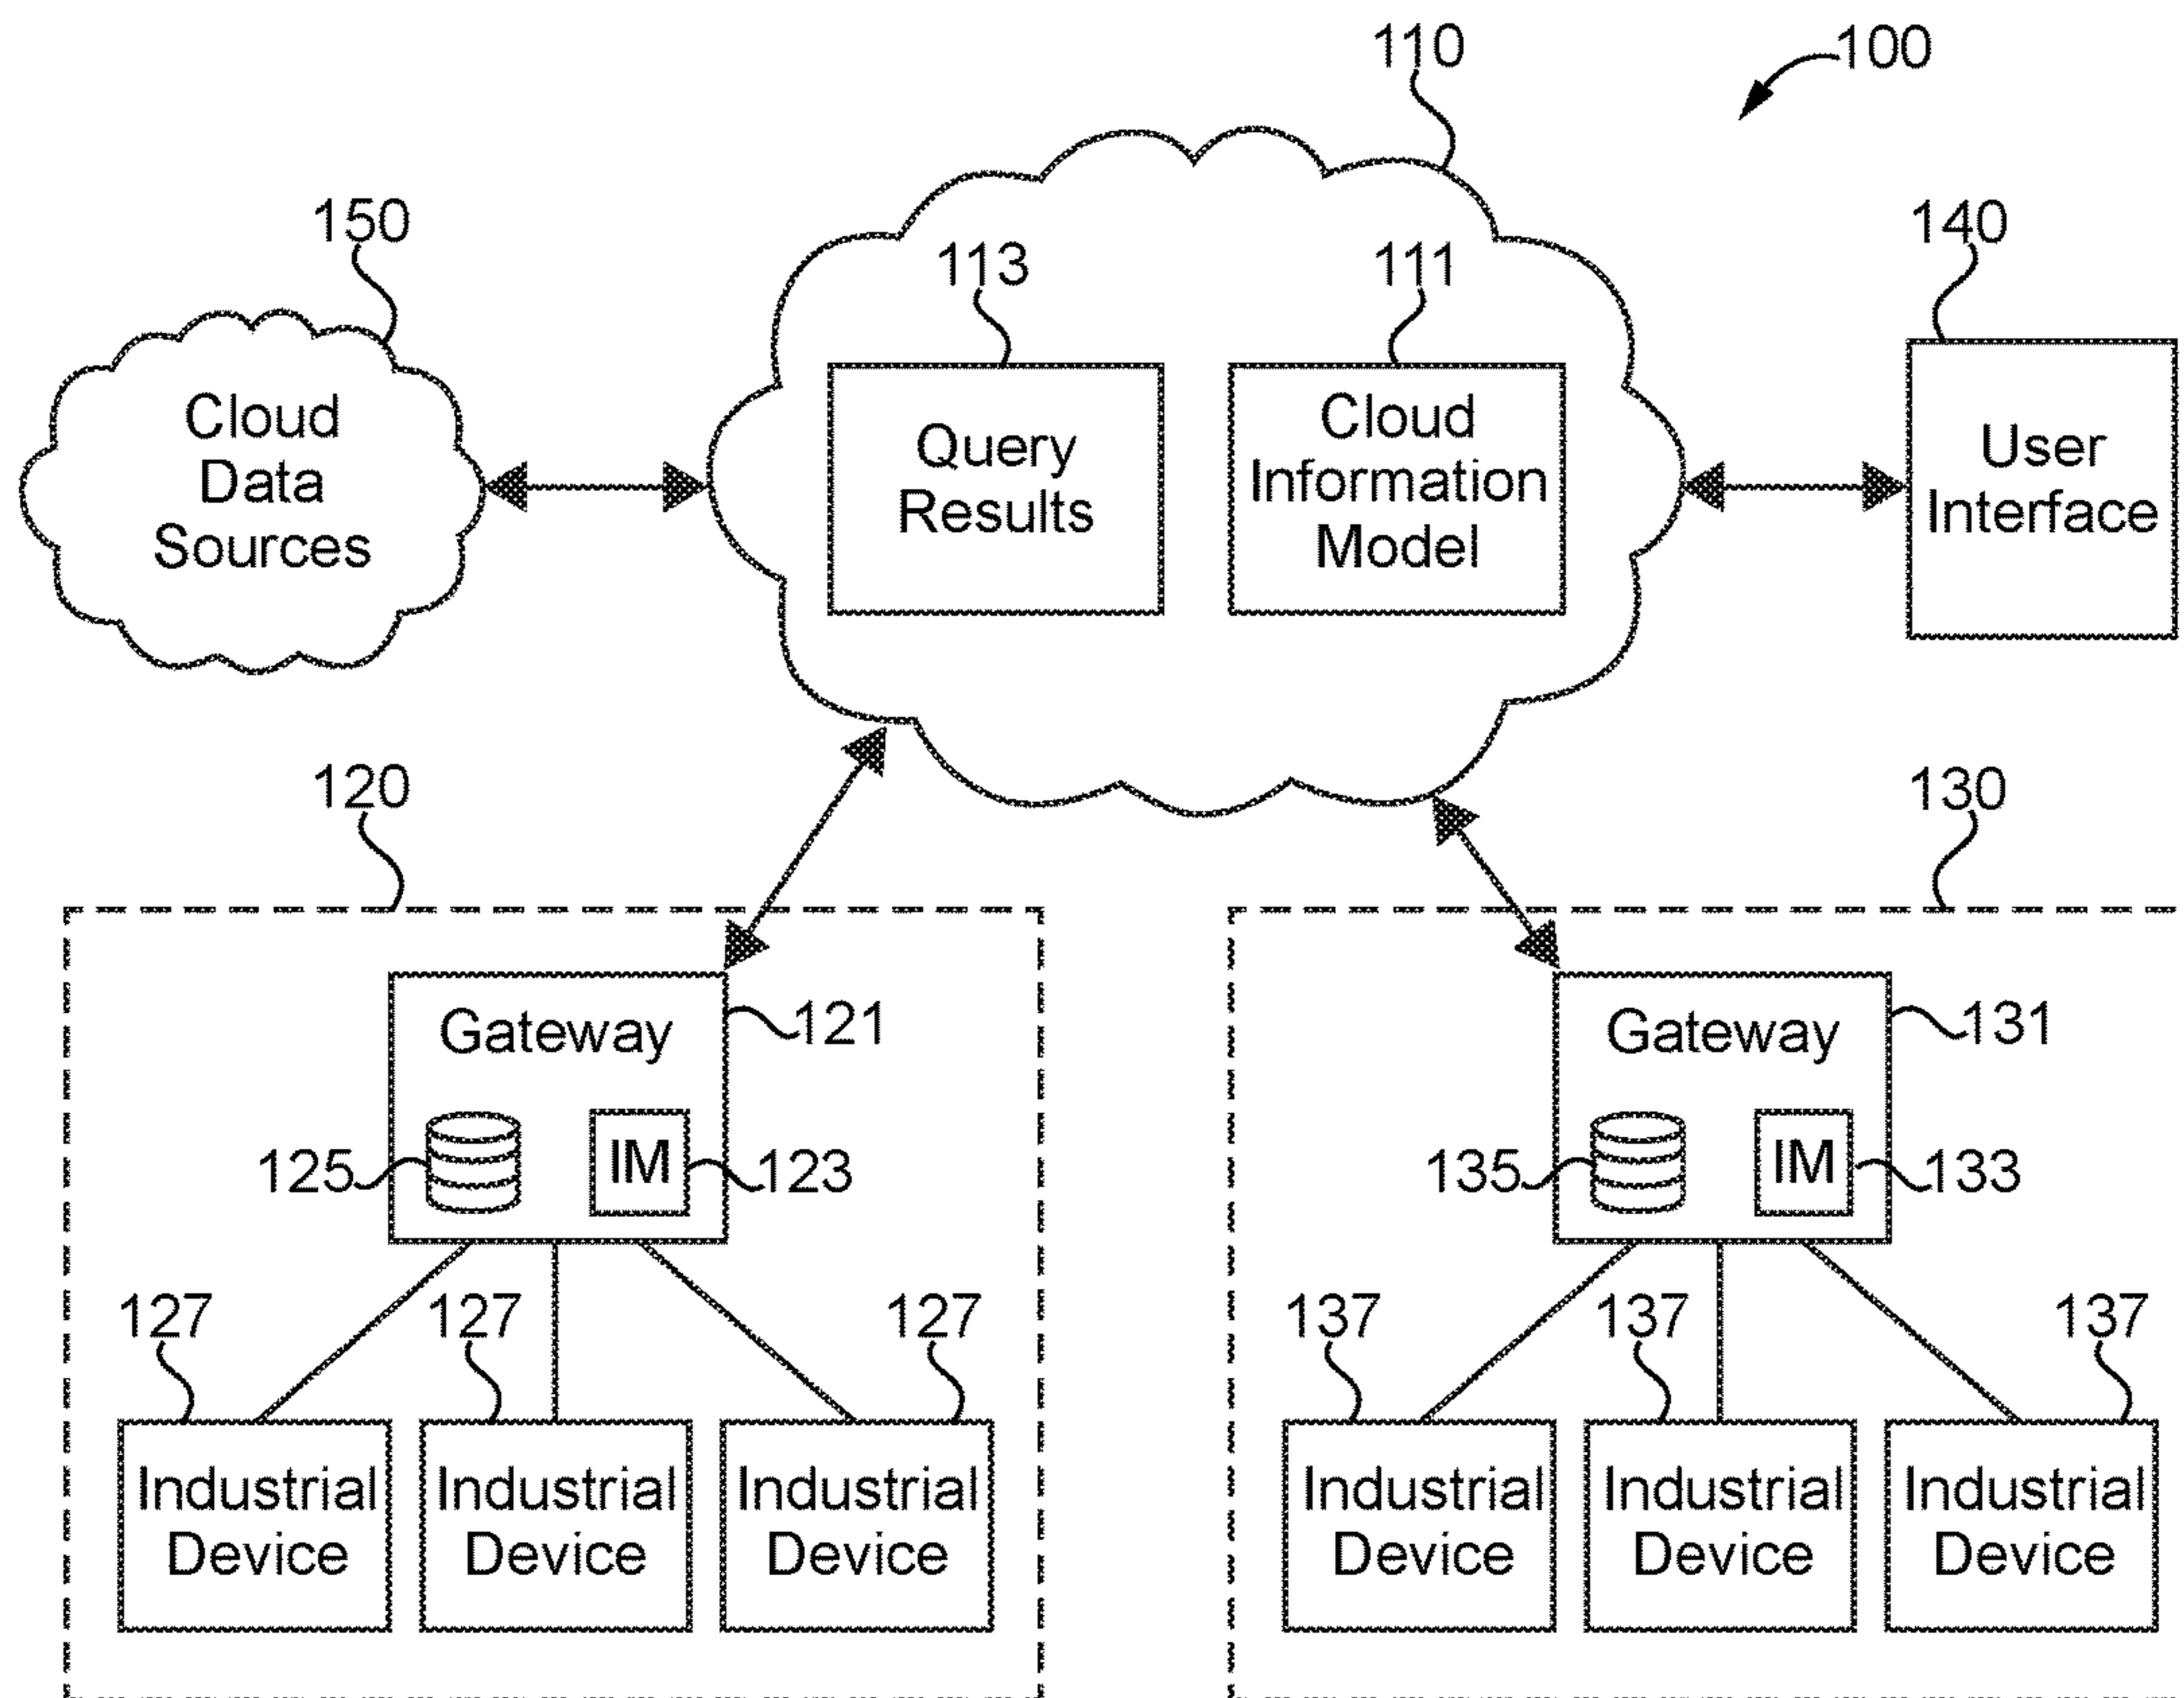 110
100
150
140
113
111
Cloud
Data
Sources
Query
Results
Cloud
Information
Model
User
Interface
120
130
Gateway
121
125
IM
123
Gateway
131
135
IM
133
127
127
127
137
137
137
Industrial
Device
Industrial
Device
Industrial
Device
Industrial
Device
Industrial
Device
Industrial
Device